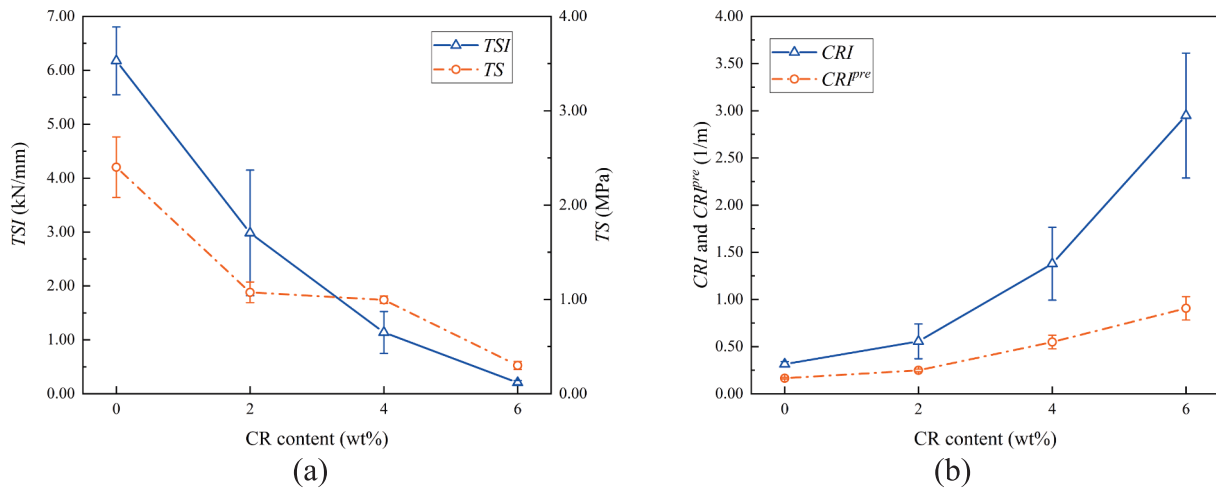 7.00
6.00
5.00
4.00
3.00
2.00
1.00
0.00
TSI (kN/mm)
4.00
3.00
2.00
1.00
0.00
TS (MPa)
TSI
TS
0 2 4 6
CR content (wt%)
(a)
4.00
3.50
3.00
2.50
2.00
1.50
1.00
0.50
0.00
CRI and CRI^pre (1/m)
CRI
CRI^pre
0 2 4 6
CR content (wt%)
(b)